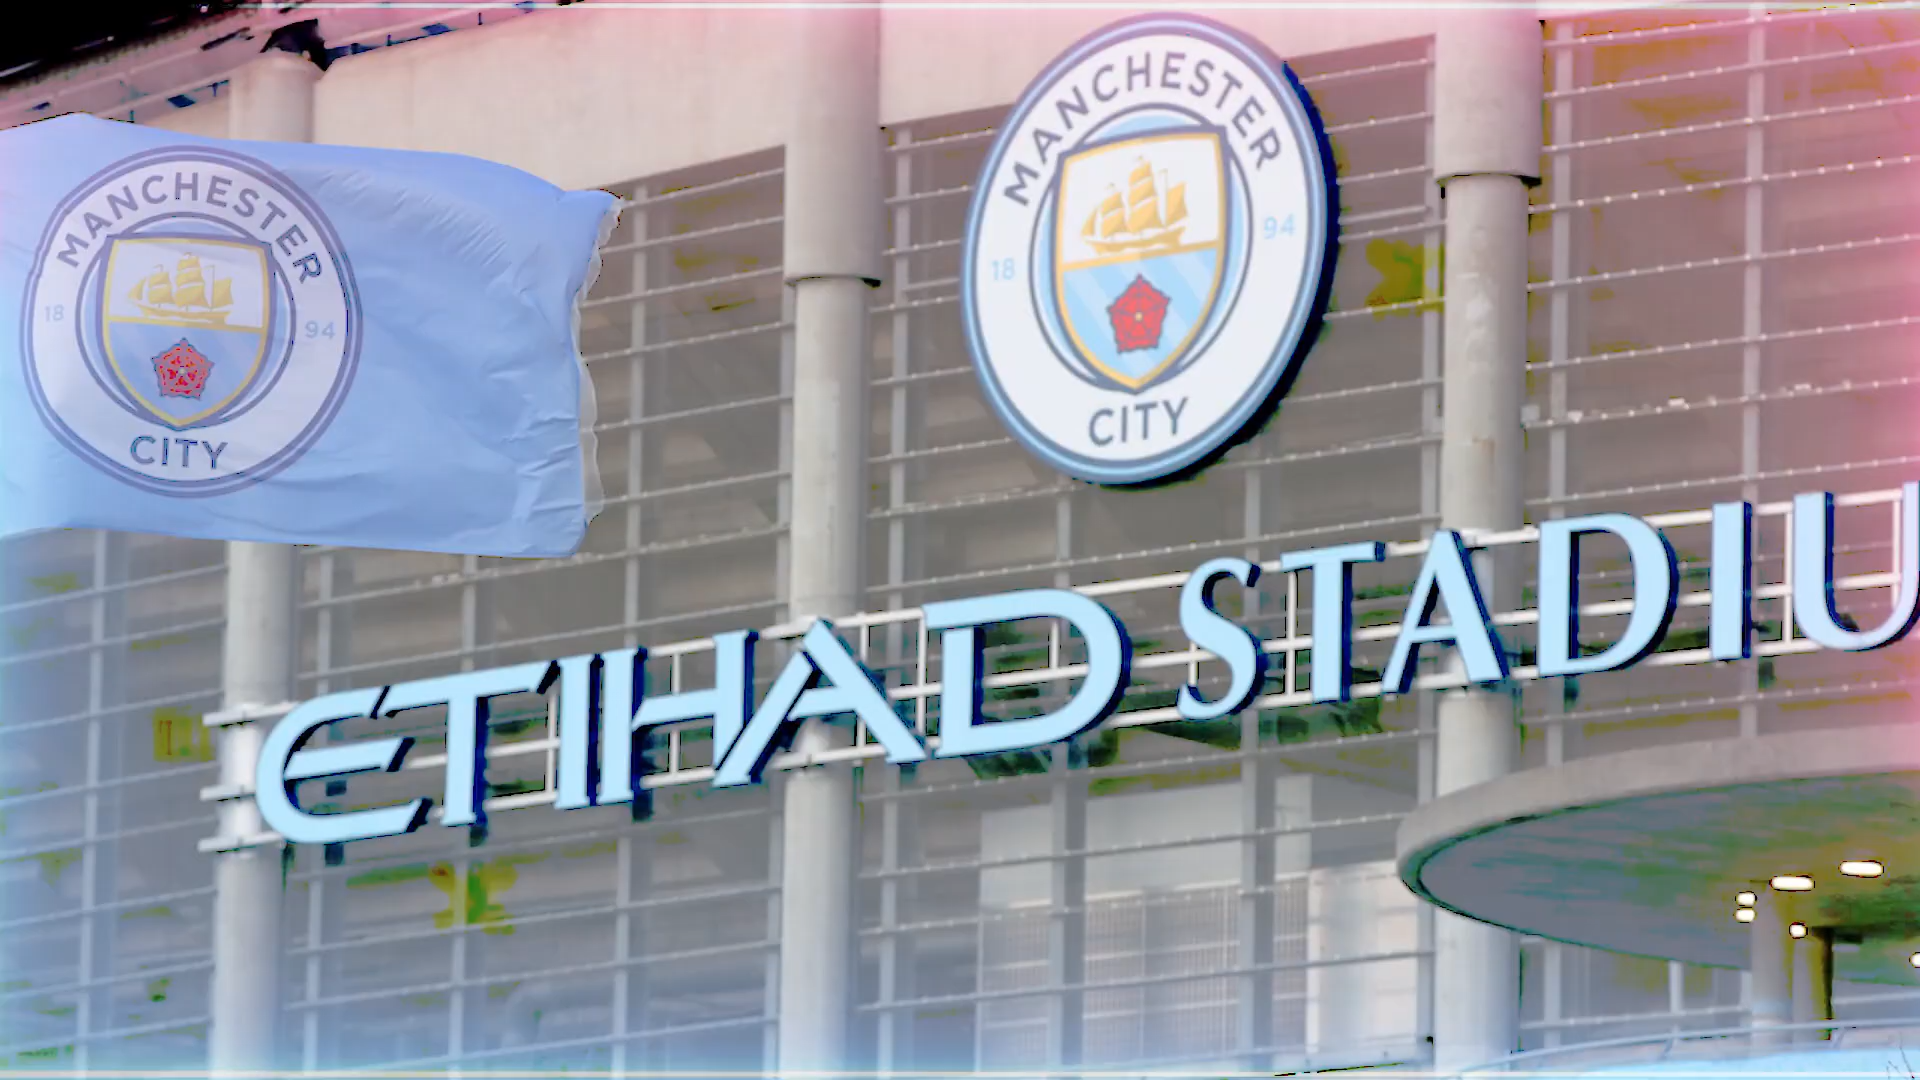 MANCHESTER
18 94
CITY
MANCHESTER
18 94
CITY
ETIHAD STADIU